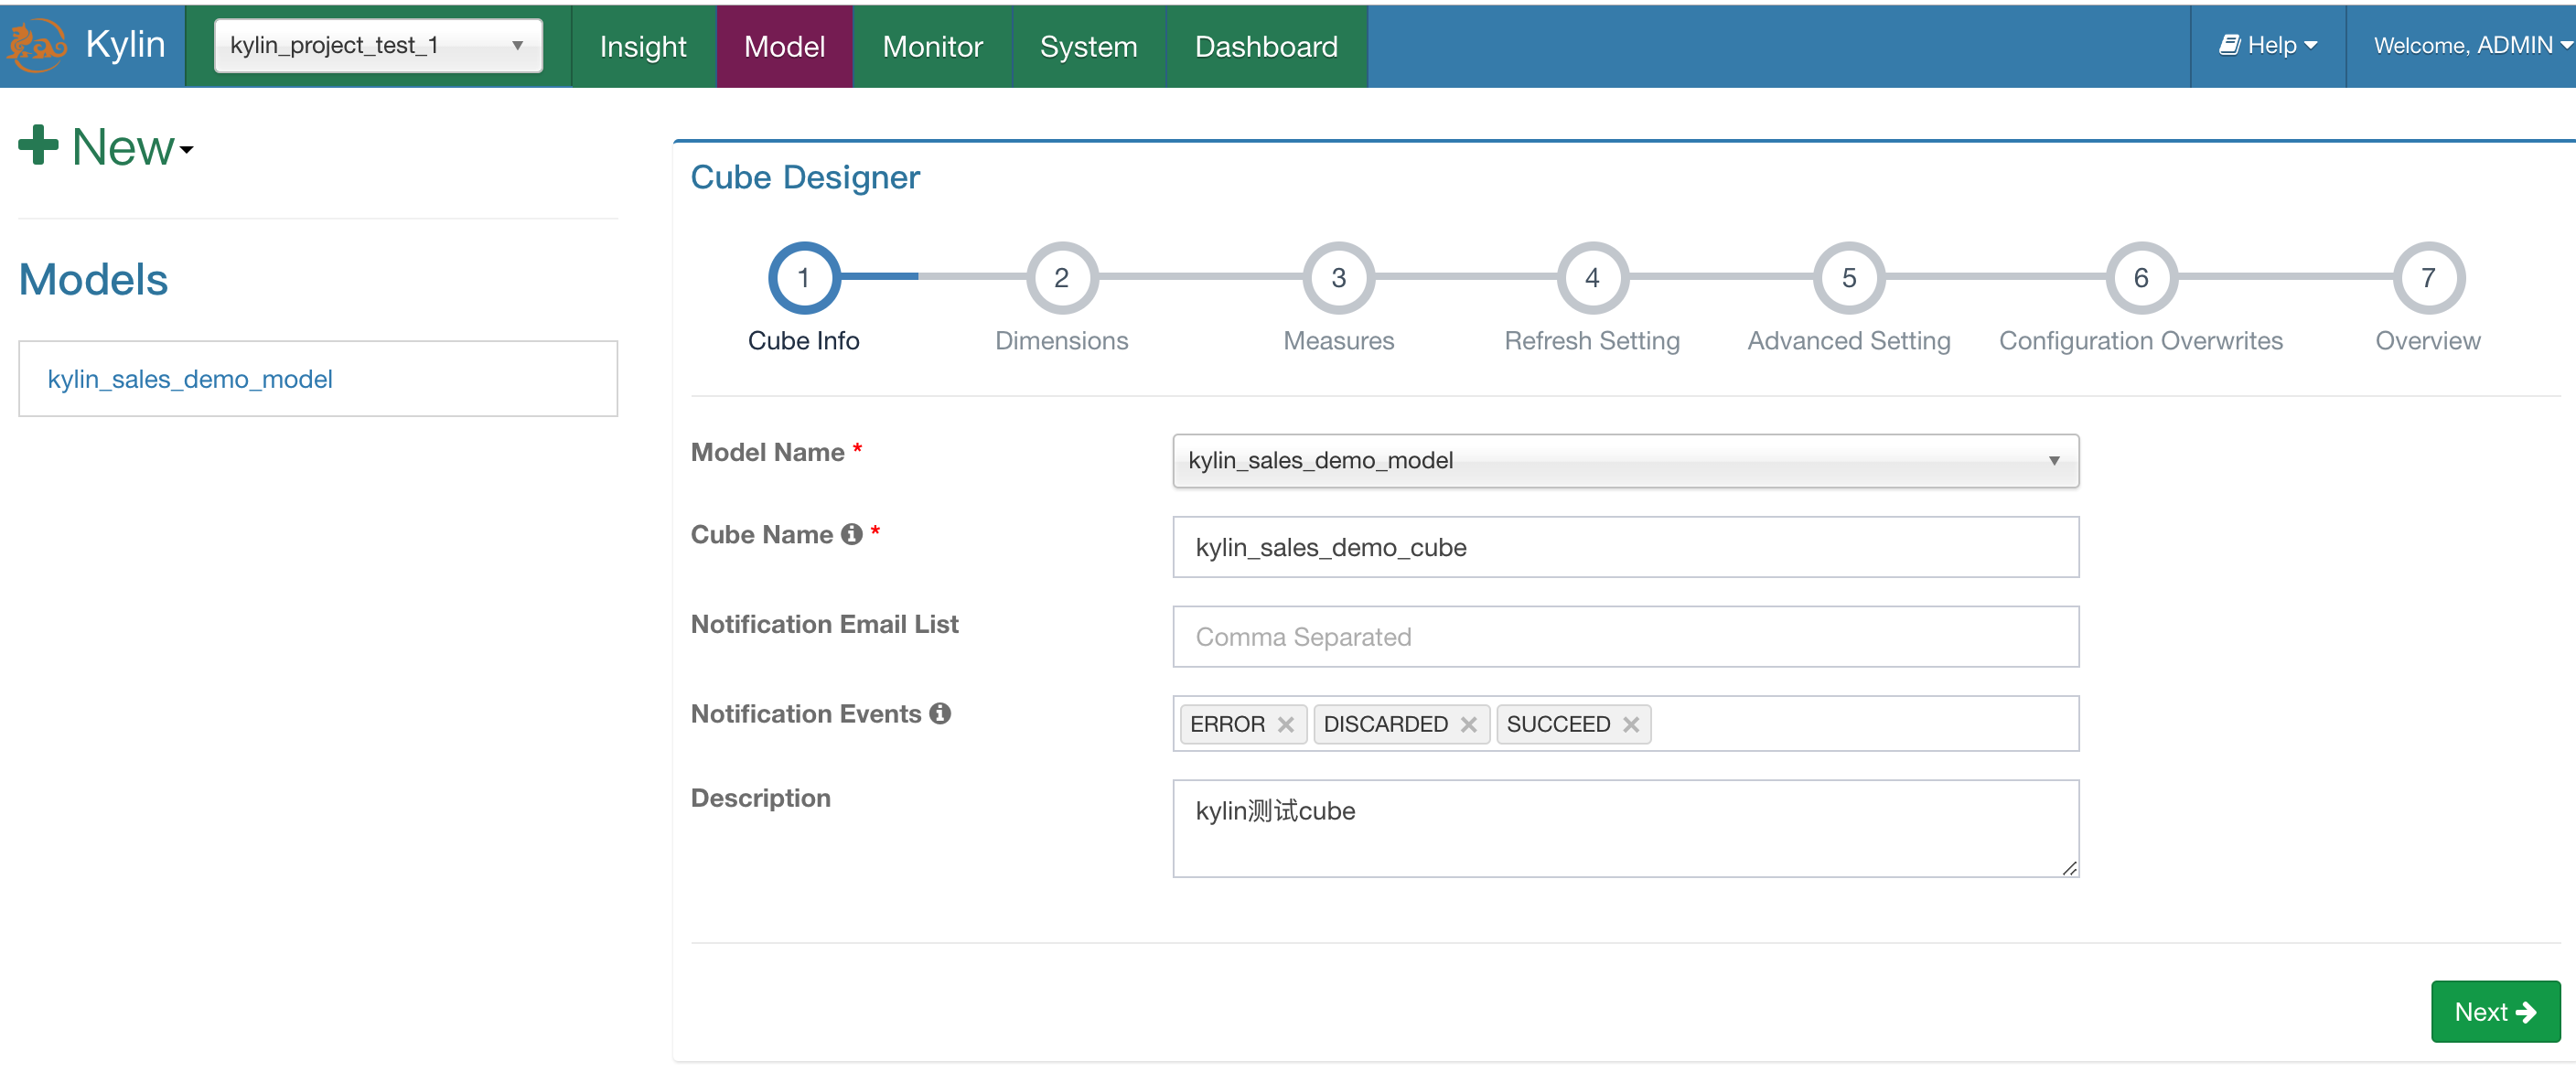 Kylin kylin_project_test_1 Insight Model Monitor System Dashboard Help Welcome, ADMIN
New
Cube Designer
Models
kylin_sales_demo_model
1 2 3 4 5 6 7
Cube Info Dimensions Measures Refresh Setting Advanced Setting Configuration Overwrites Overview
Model Name * kylin_sales_demo_model
Cube Name * kylin_sales_demo_cube
Notification Email List Comma Separated
Notification Events ERROR DISCARDED SUCCEED
Description kylin测试cube
Next